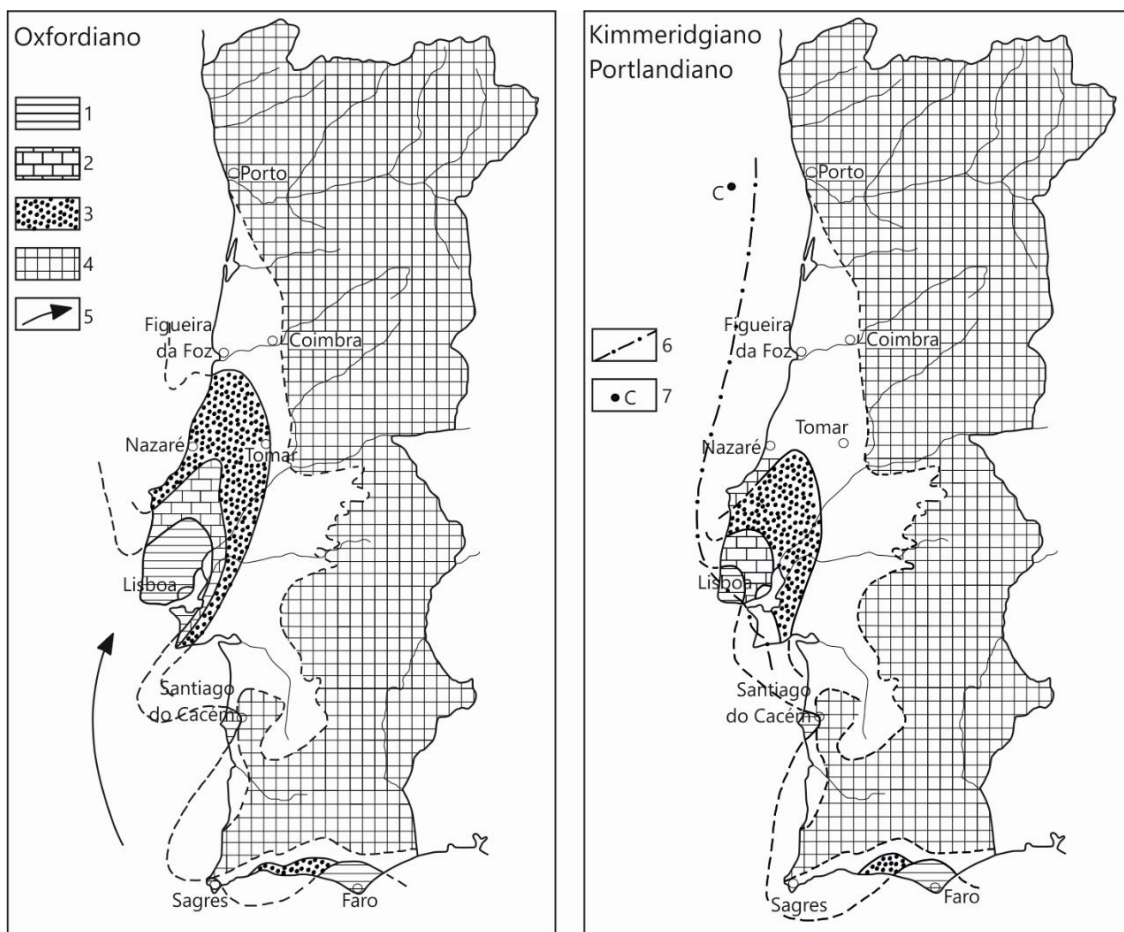 Oxfordiano
1
2
3
4
5
Porto
Figueira
da Foz
Coimbra
Nazaré
Tomar
Lisboa
Santiago
do Cacém
Sagres
Faro
Kimmeridgiano
Portlandiano
C
Porto
6
C
7
Figueira
da Foz
Coimbra
Tomar
Nazaré
Lisboa
Santiago
do Cacém
Sagres
Faro